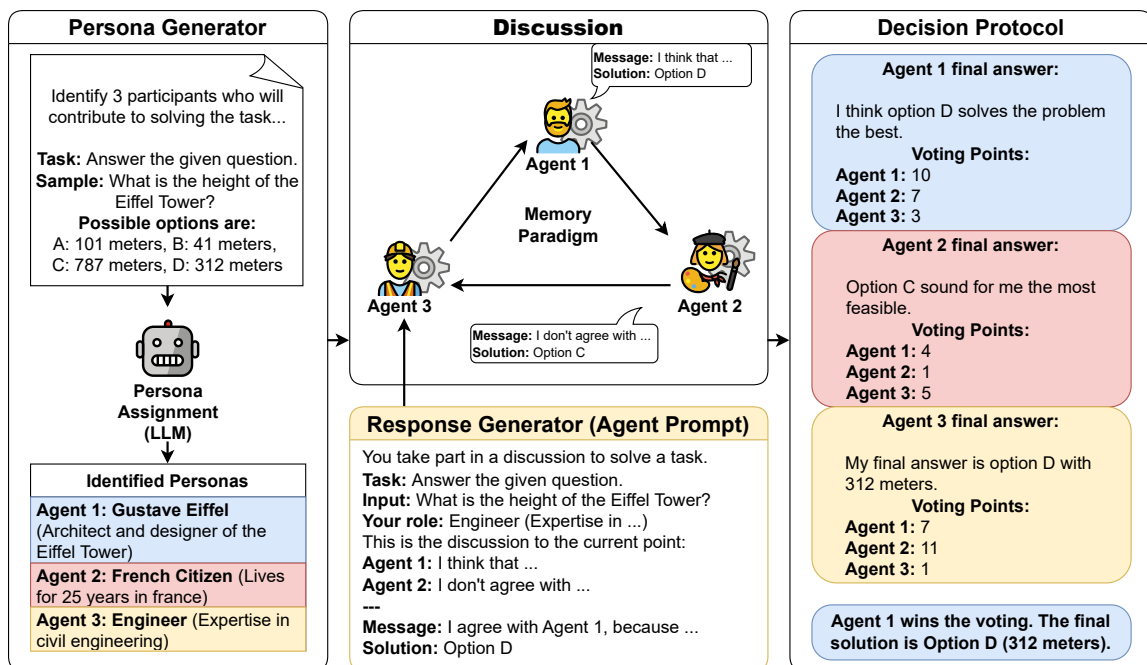 Persona Generator
Identify 3 participants who will
contribute to solving the task...
Task: Answer the given question.
Sample: What is the height of the
Eiffel Tower?
Possible options are:
A: 101 meters, B: 41 meters,
C: 787 meters, D: 312 meters
Persona
Assignment
(LLM)
Identified Personas
Agent 1: Gustave Eiffel
(Architect and designer of the
Eiffel Tower)
Agent 2: French Citizen (Lives
for 25 years in france)
Agent 3: Engineer (Expertise in
civil engineering)
Discussion
Message: I think that ...
Solution: Option D
Agent 1
Memory
Paradigm
Agent 3
Agent 2
Message: I don't agree with ...
Solution: Option C
Response Generator (Agent Prompt)
You take part in a discussion to solve a task.
Task: Answer the given question.
Input: What is the height of the Eiffel Tower?
Your role: Engineer (Expertise in ...)
This is the discussion to the current point:
Agent 1: I think that ...
Agent 2: I don't agree with ...
---
Message: I agree with Agent 1, because ...
Solution: Option D
Decision Protocol
Agent 1 final answer:
I think option D solves the problem
the best.
Voting Points:
Agent 1: 10
Agent 2: 7
Agent 3: 3
Agent 2 final answer:
Option C sound for me the most
feasible.
Voting Points:
Agent 1: 4
Agent 2: 1
Agent 3: 5
Agent 3 final answer:
My final answer is option D with
312 meters.
Voting Points:
Agent 1: 7
Agent 2: 11
Agent 3: 1
Agent 1 wins the voting. The final
solution is Option D (312 meters).